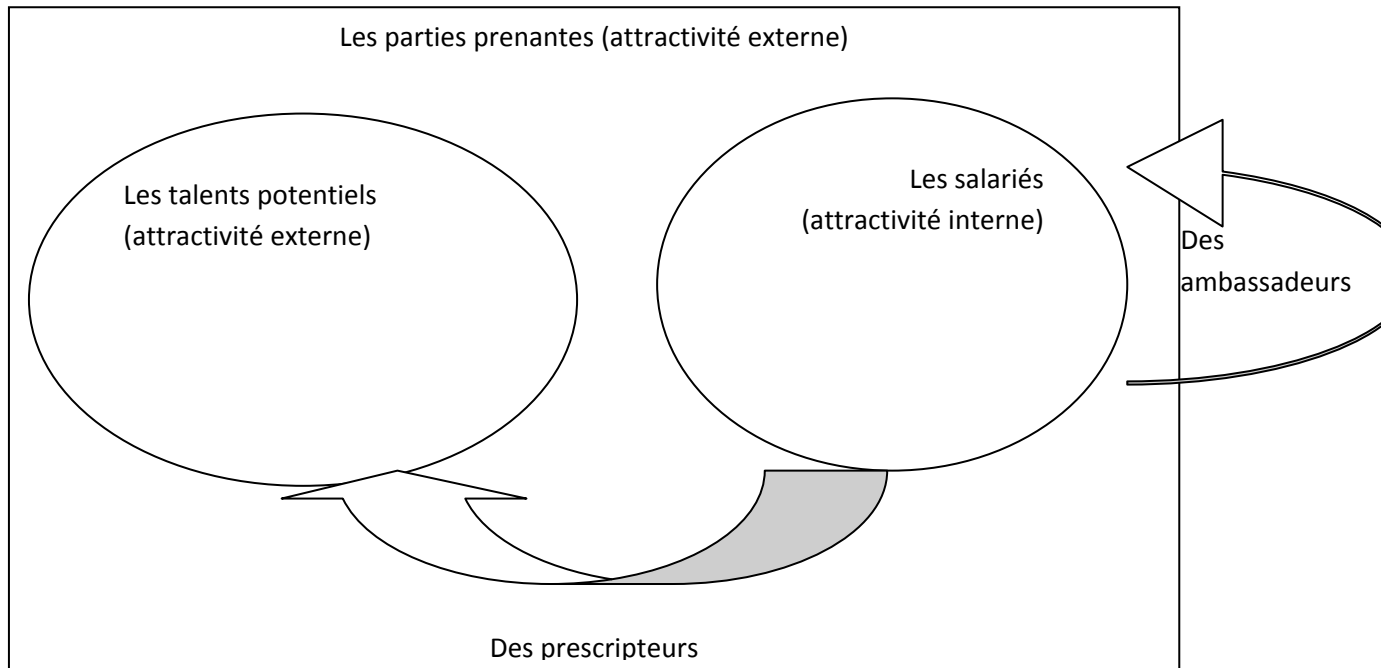 Les parties prenantes (attractivité externe)
Les talents potentiels
(attractivité externe)
Les salariés
(attractivité interne)
Des
ambassadeurs
Des prescripteurs